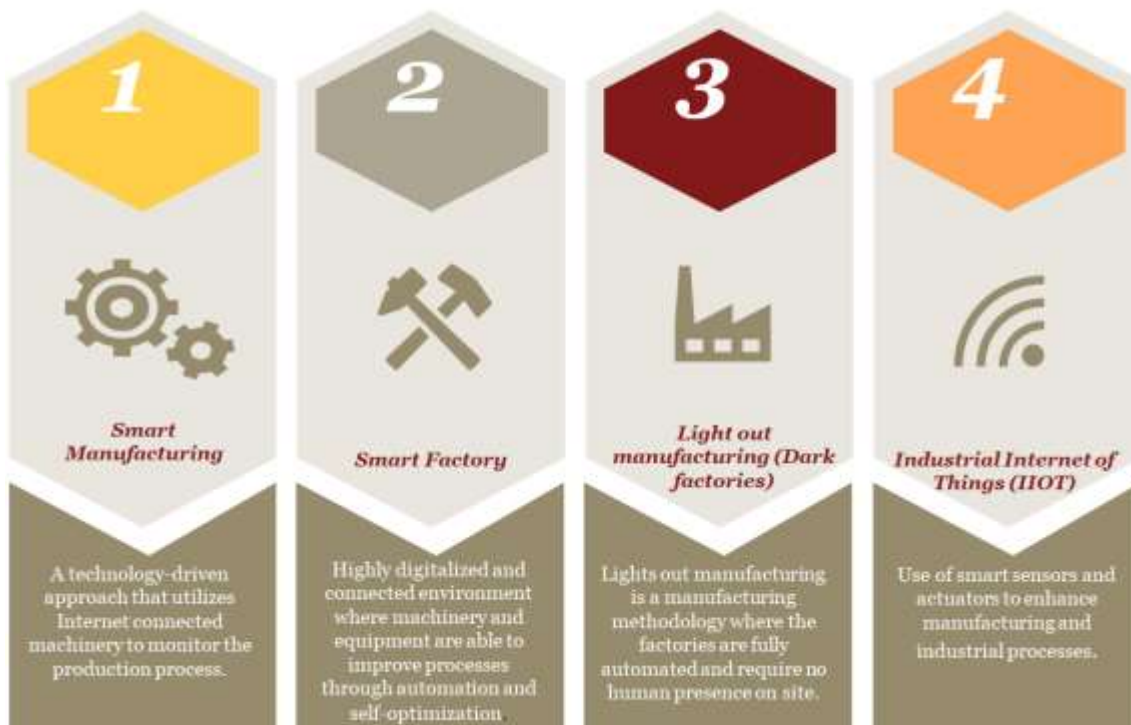 1
Smart
Manufacturing
A technology-driven
approach that utilizes
Internet connected
machinery to monitor the
production process.
2
Smart Factory
Highly digitalized and
connected environment
where machinery and
equipment are able to
improve processes
through automation and
self-optimization.
3
Light out
manufacturing (Dark
factories)
Lights out manufacturing
is a manufacturing
methodology where the
factories are fully
automated and require no
human presence on site.
4
Industrial Internet of
Things (IIOT)
Use of smart sensors and
actuators to enhance
manufacturing and
industrial processes.